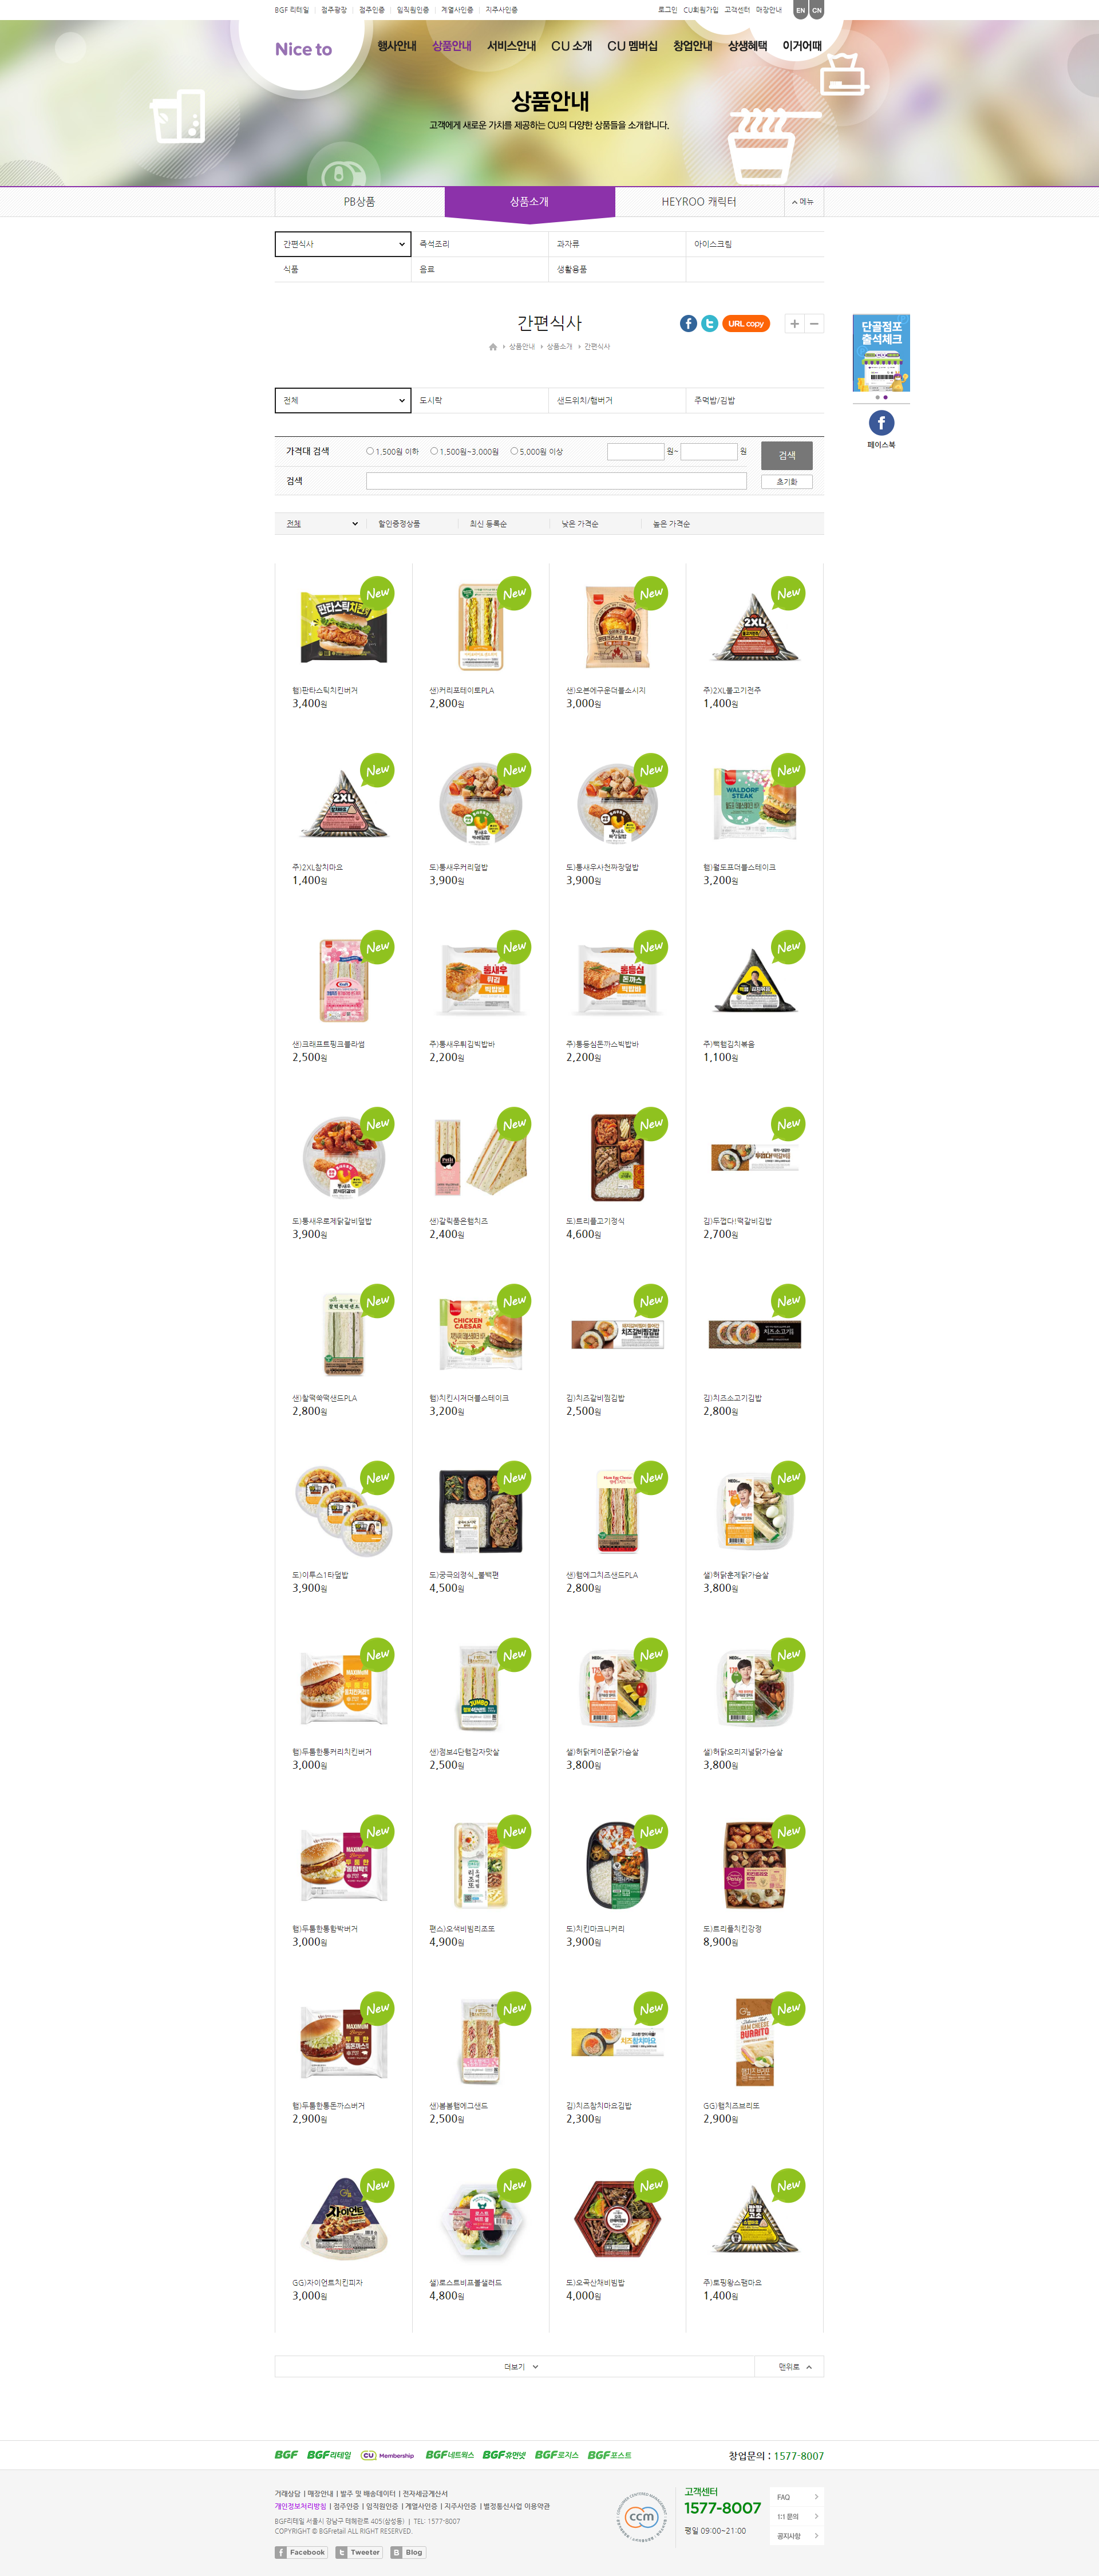 BGF 리테일 | 점주광장 | 점주인증 | 임직원인증 | 계열사인증 | 지주사인증
로그인 CU회원가입 고객센터 매장안내 EN CN
Nice to
행사안내 상품안내 서비스안내 CU 소개 CU 멤버십 창업안내 상생혜택 이거어때
상품안내
고객에게 새로운 가치를 제공하는 CU의 다양한 상품들을 소개합니다.
PB상품 상품소개 HEYROO 캐릭터 메뉴
간편식사 즉석조리 과자류 아이스크림
식품 음료 생활용품
간편식사
URL copy
상품안내 상품소개 간편식사
단골점포
출석체크
페이스북
전체 도시락 샌드위치/햄버거 주먹밥/김밥
가격대 검색 1,500원 이하 1,500원~3,000원 5,000원 이상 원~ 원 검색
검색 초기화
전체 할인증정상품 최신 등록순 낮은 가격순 높은 가격순
New New New New
햄)판타스틱치킨버거 샌)커리포테이토PLA 샌)오븐에구운더블소시지 주)2XL불고기전주
3,400원 2,800원 3,000원 1,400원
New New New New
주)2XL참치마요 도)통새우커리덮밥 도)통새우사천짜장덮밥 햄)월도프더블스테이크
1,400원 3,900원 3,900원 3,200원
New New New New
샌)크래프트핑크블라썸 주)통새우튀김빅밥바 주)통등심돈까스빅밥바 주)빽햄김치볶음
2,500원 2,200원 2,200원 1,100원
New New New New
도)통새우로제닭갈비덮밥 샌)갈릭품은햄치즈 도)트리플고기정식 김)두껍다!떡갈비김밥
3,900원 2,400원 4,600원 2,700원
New New New New
샌)찰떡쑥떡샌드PLA 햄)치킨시저더블스테이크 김)치즈갈비찜김밥 김)치즈소고기김밥
2,800원 3,200원 2,500원 2,800원
New New New New
도)이투스1타덮밥 도)궁극의정식_불백편 샌)햄에그치즈샌드PLA 샐)허닭훈제닭가슴살
3,900원 4,500원 2,800원 3,800원
New New New New
햄)두툼한통커리치킨버거 샌)점보4단햄감자맛살 샐)허닭케이준닭가슴살 샐)허닭오리지널닭가슴살
3,000원 2,500원 3,800원 3,800원
New New New New
햄)두툼한통함박버거 편스)오색비빔리조또 도)치킨마크니커리 도)트리플치킨강정
3,000원 4,900원 3,900원 8,900원
New New New New
햄)두툼한통돈까스버거 샌)봄봄햄에그샌드 김)치즈참치마요김밥 GG)햄치즈브리또
2,900원 2,500원 2,300원 2,900원
New New New New
GG)자이언트치킨피자 샐)로스트비프볼샐러드 도)오곡산채비빔밥 주)토핑왕스팸마요
3,000원 4,800원 4,000원 1,400원
더보기 맨위로
BGF BGF리테일 CU Membership BGF네트웍스 BGF휴먼넷 BGF로지스 BGF포스트 창업문의 : 1577-8007
거래상담 | 매장안내 | 발주 및 배송데이터 | 전자세금계산서
개인정보처리방침 | 점주인증 | 임직원인증 | 계열사인증 | 지주사인증 | 별정통신사업 이용약관
BGF리테일 서울시 강남구 테헤란로 405(삼성동) | TEL: 1577-8007
COPYRIGHT © BGFretail ALL RIGHT RESERVED.
Facebook Tweeter Blog
ccm
고객센터
1577-8007
평일 09:00~21:00
FAQ
1:1 문의
공지사항